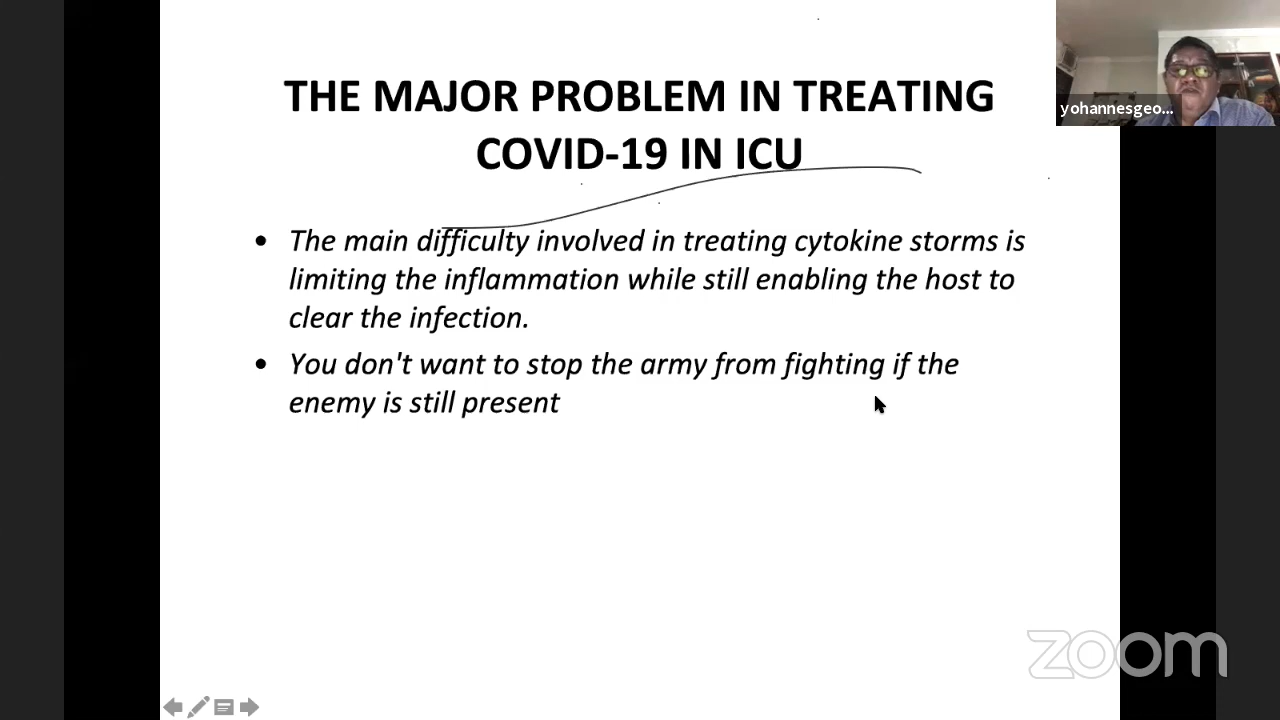 THE MAJOR PROBLEM IN TREATING
COVID-19 IN ICU
yohannesgeo...
• The main difficulty involved in treating cytokine storms is
limiting the inflammation while still enabling the host to
clear the infection.
• You don't want to stop the army from fighting if the
enemy is still present
zoom